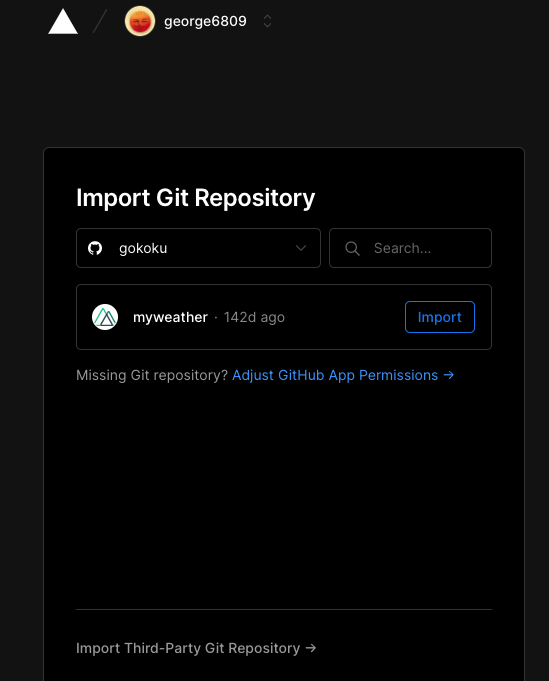 george6809
Import Git Repository
gokoku
Search...
myweather · 142d ago
Import
Missing Git repository? Adjust GitHub App Permissions →
Import Third-Party Git Repository →